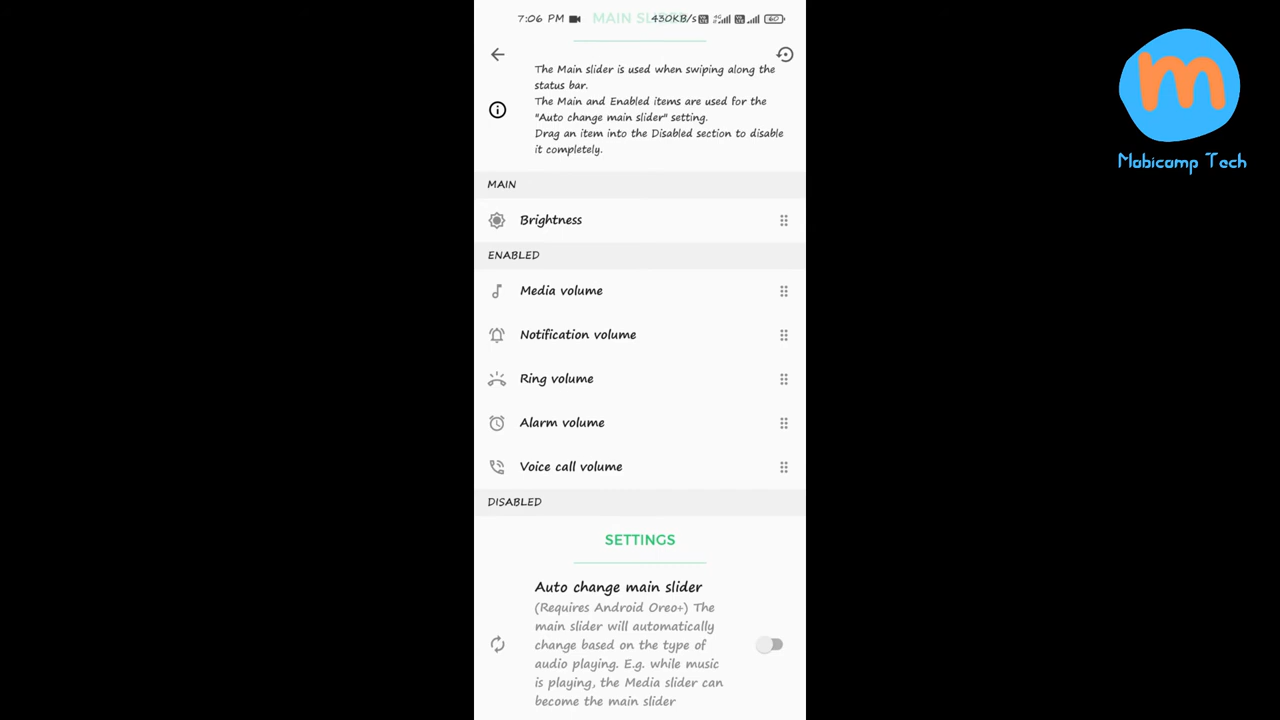 7:06 PM MAIN SLIDER 430KB/s 60
The Main slider is used when swiping along the
status bar.
The Main and Enabled items are used for the
"Auto change main slider" setting.
Drag an item into the Disabled section to disable
it completely.
MAIN
Brightness
ENABLED
Media volume
Notification volume
Ring volume
Alarm volume
Voice call volume
DISABLED
SETTINGS
Auto change main slider
(Requires Android Oreo+) The
main slider will automatically
change based on the type of
audio playing. E.g. while music
is playing, the Media slider can
become the main slider
m
Mobicamp Tech